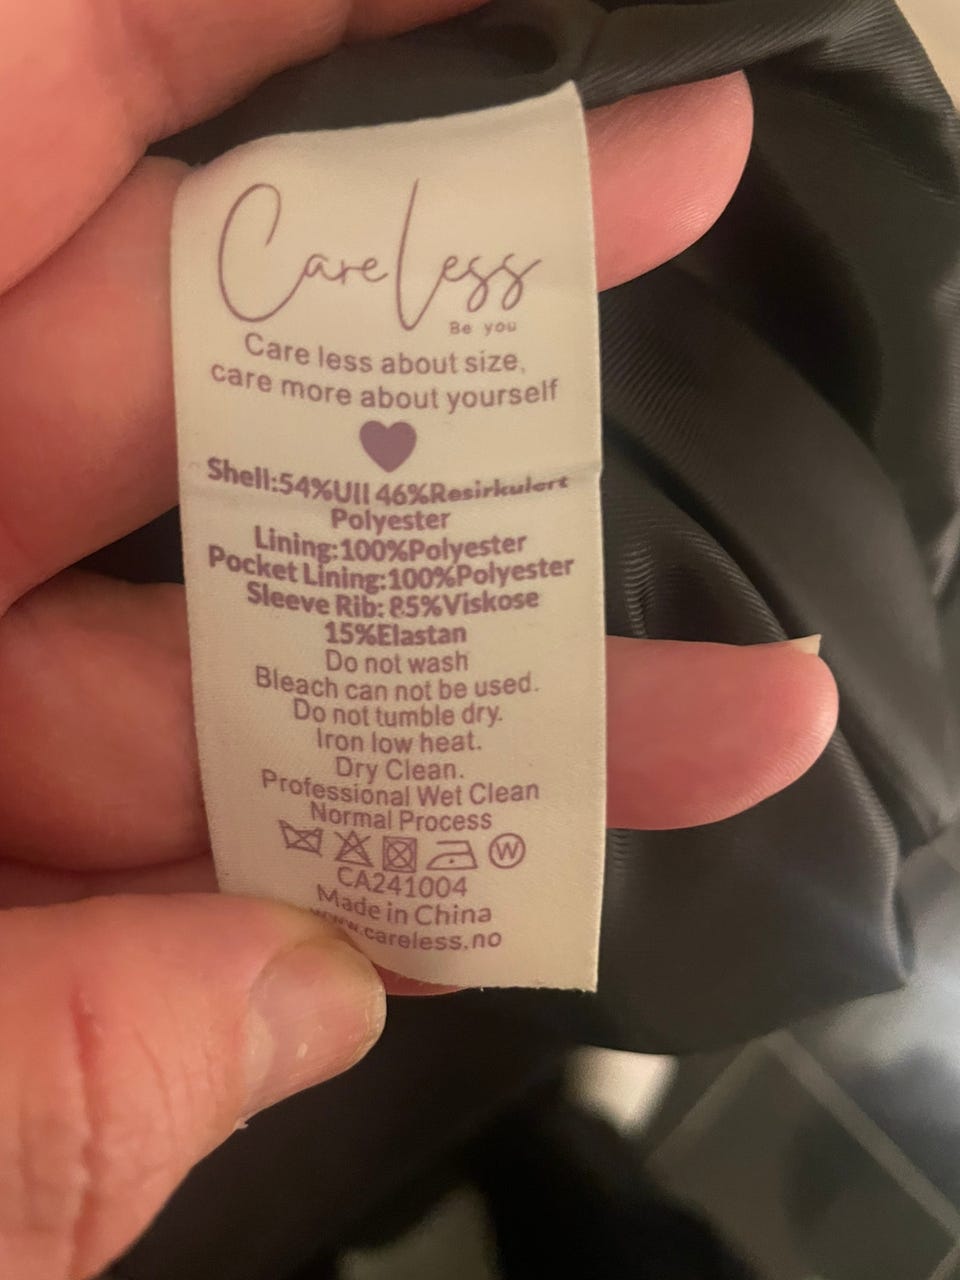 Care Less
Be you
Care less about size,
care more about yourself
Shell:54%Ull 46%Resirkulert
Polyester
Lining:100%Polyester
Pocket Lining:100%Polyester
Sleeve Rib: 85%Viskose
15%Elastan
Do not wash
Bleach can not be used.
Do not tumble dry.
Iron low heat.
Dry Clean.
Professional Wet Clean
Normal Process
W
CA241004
Made in China
www.careless.no